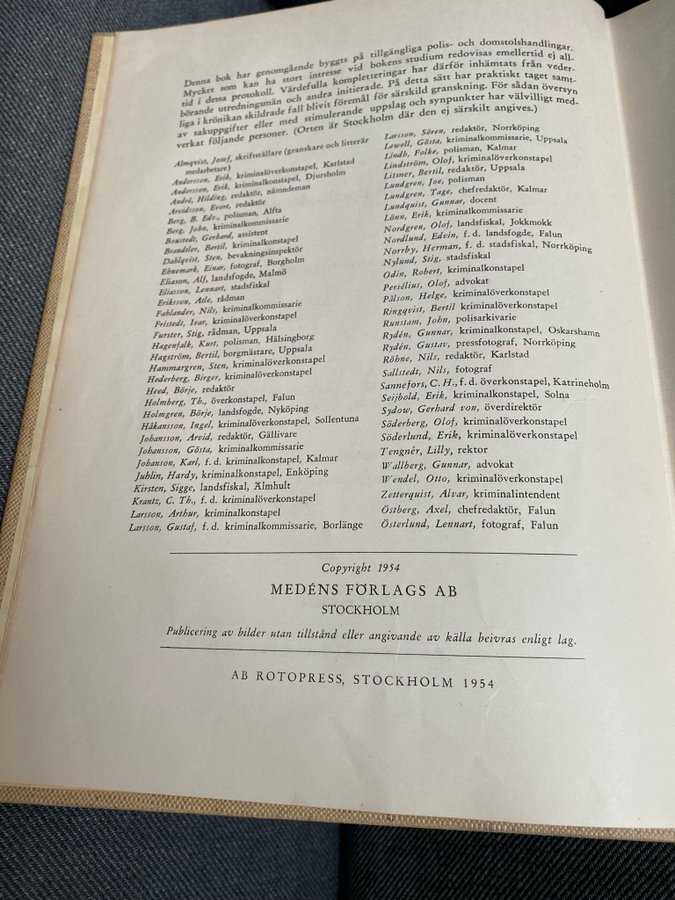 Denna bok har genomgående byggts på tillgängliga polis- och domstolshandlingar.
Mycket som kan ha stort intresse vid bokens studium redovisas emellertid ej all-
tid i dessa protokoll. Värdefulla kompletteringar har därför inhämtats från veder-
börande utredningsmän och andra initierade. På detta sätt har praktiskt taget samt-
liga i krönikan skildrade fall blivit föremål för särskild granskning. För sådan översyn
av sakuppgifter eller med stimulerande uppslag och synpunkter har välvilligt med-
verkat följande personer. (Orten är Stockholm där den ej särskilt angives.)
Almqvist, Josef, skriftställare (granskare och litterär
medarbetare)
Andersson, Erik, kriminalöverkonstapel, Karlstad
Andersson, Erik, kriminalkonstapel, Djursholm
André, Hilding, redaktör, nämndeman
Arvidsson, Evert, redaktör
Berg, B. Edv., polisman, Alfta
Berg, John, kriminalkommissarie
Boustedt, Gerhard, assistent
Brandtler, Bertil, kriminalkonstapel
Dahlqvist, Sten, bevakningsinspektör
Ehnemark, Einar, fotograf, Borgholm
Eliason, Alf, landsfogde, Malmö
Eliasson, Lennart, stadsfiskal
Eriksson, Atle, rådman
Fahlander, Nils, kriminalkommissarie
Fristedt, Ivar, kriminalöverkonstapel
Furster, Stig, rådman, Uppsala
Hagenfalk, Kurt, polisman, Hälsingborg
Hagström, Bertil, borgmästare, Uppsala
Hammargren, Sten, kriminalöverkonstapel
Hederberg, Birger, kriminalöverkonstapel
Heed, Börje, redaktör
Holmberg, Th., överkonstapel, Falun
Holmgren, Börje, landsfogde, Nyköping
Håkansson, Ingel, kriminalöverkonstapel, Sollentuna
Johansson, Arvid, redaktör, Gällivare
Johansson, Gösta, kriminalkommissarie
Johanson, Karl, f. d. kriminalkonstapel, Kalmar
Juhlin, Hardy, kriminalkonstapel, Enköping
Kirsten, Sigge, landsfiskal, Älmhult
Krantz, C. Th., f. d. kriminalöverkonstapel
Larsson, Arthur, kriminalkonstapel
Larsson, Gustaf, f. d. kriminalkommissarie, Borlänge
Larsson, Sören, redaktör, Norrköping
Lewell, Gösta, kriminalkommissarie, Uppsala
Lindh, Folke, polisman, Kalmar
Lindström, Olof, kriminalöverkonstapel
Litsner, Bertil, redaktör, Uppsala
Lundgren, Joe, polisman
Lundgren, Tage, chefredaktör, Kalmar
Lundquist, Gunnar, docent
Lönn, Erik, kriminalkommissarie
Nordgren, Olof, landsfiskal, Jokkmokk
Nordlund, Edvin, f. d. landsfogde, Falun
Norrby, Herman, f. d. stadsfiskal, Norrköping
Nylund, Stig, stadsfiskal
Odin, Robert, kriminalkonstapel
Persélius, Olof, advokat
Pålson, Helge, kriminalkonstapel
Ringqvist, Bertil kriminalöverkonstapel
Runstam, John, polisarkivarie
Rydén, Gunnar, kriminalkonstapel, Oskarshamn
Rydén, Gustav, pressfotograf, Norrköping
Röhne, Nils, redaktör, Karlstad
Sallstedt, Nils, fotograf
Sannefors, C. H., f. d. överkonstapel, Katrineholm
Seijbold, Erik, kriminalkonstapel, Solna
Sydow, Gerhard von, överdirektör
Söderberg, Olof, kriminalöverkonstapel
Söderlund, Erik, kriminalöverkonstapel
Tengnér, Lilly, rektor
Wallberg, Gunnar, advokat
Wendel, Otto, kriminalöverkonstapel
Zetterquist, Alvar, kriminalintendent
Östberg, Axel, chefredaktör, Falun
Österlund, Lennart, fotograf, Falun
Copyright 1954
MEDÉNS FÖRLAGS AB
STOCKHOLM
Publicering av bilder utan tillstånd eller angivande av källa beivras enligt lag.
AB ROTOPRESS, STOCKHOLM 1954